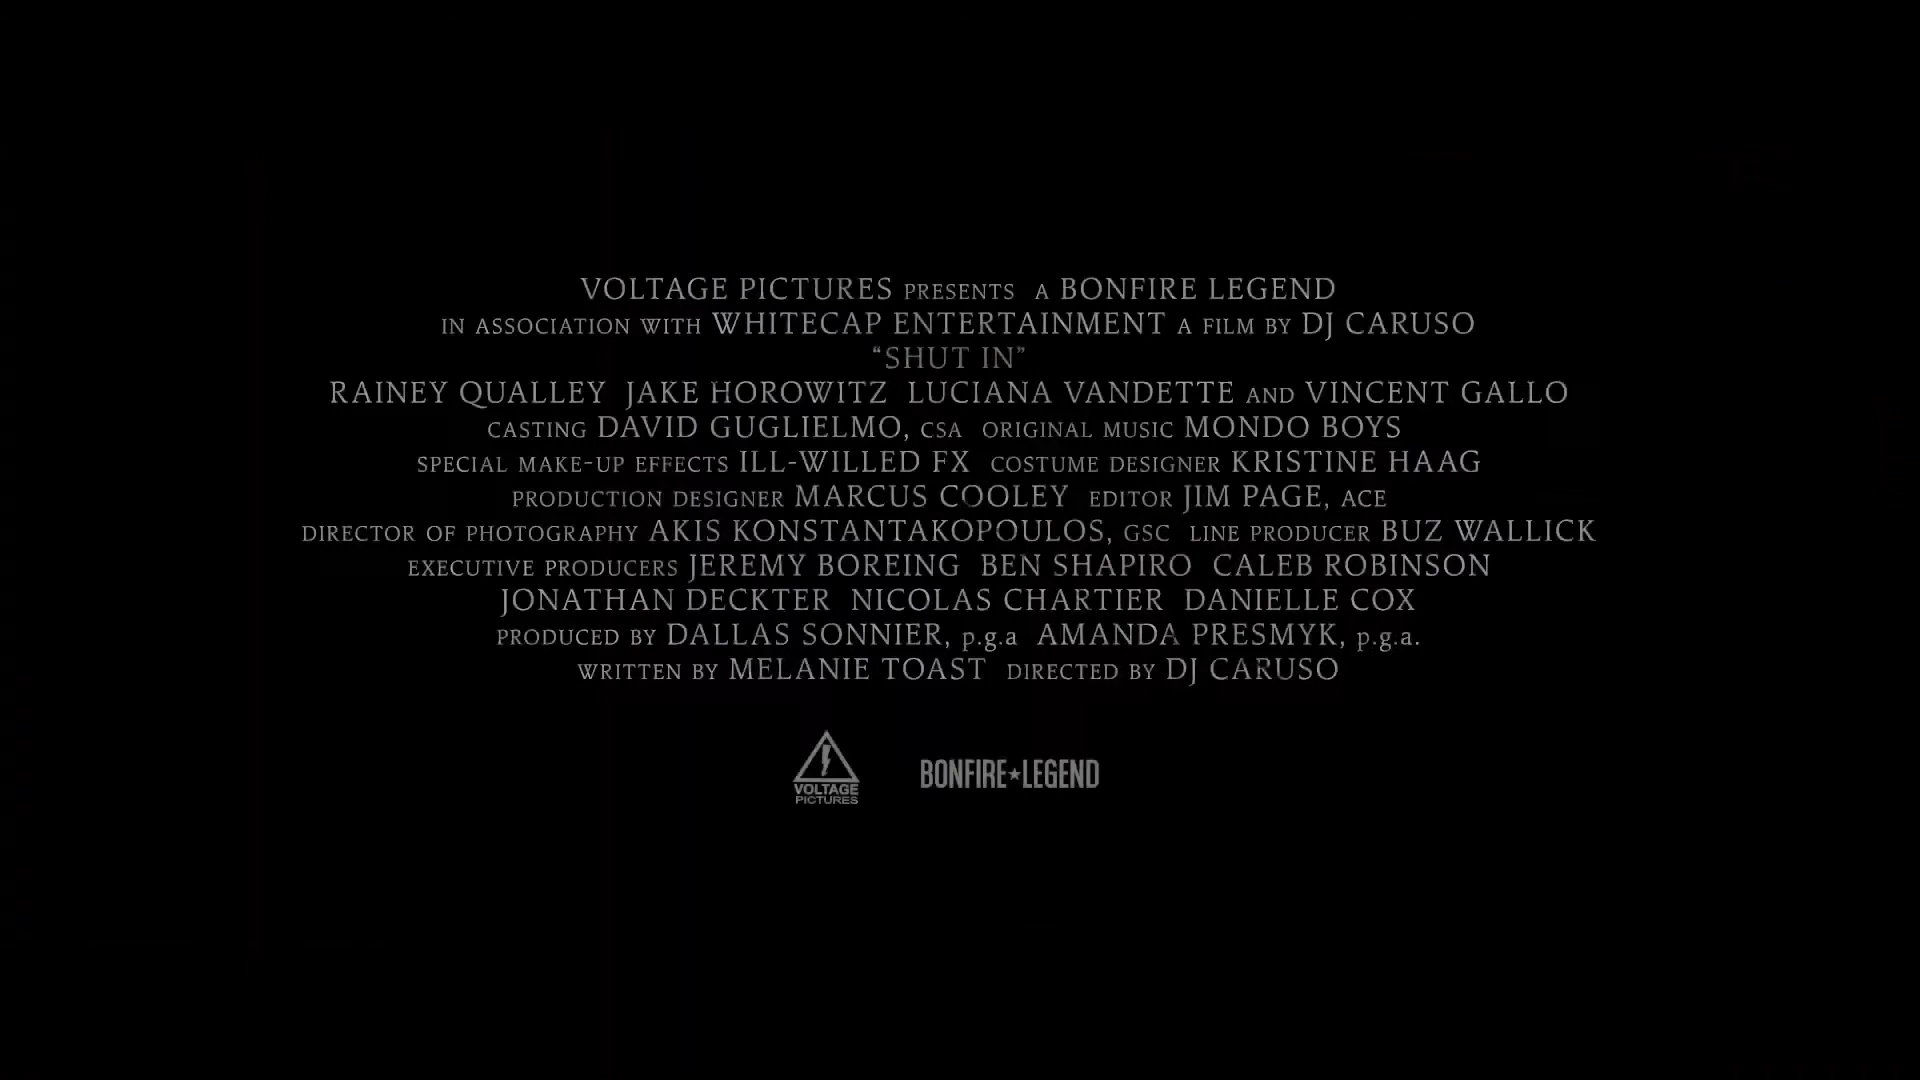 VOLTAGE PICTURES PRESENTS A BONFIRE LEGEND
IN ASSOCIATION WITH WHITECAP ENTERTAINMENT A FILM BY DJ CARUSO
“SHUT IN”
RAINEY QUALLEY JAKE HOROWITZ LUCIANA VANDETTE AND VINCENT GALLO
CASTING DAVID GUGLIELMO, CSA ORIGINAL MUSIC MONDO BOYS
SPECIAL MAKE-UP EFFECTS ILL-WILLED FX COSTUME DESIGNER KRISTINE HAAG
PRODUCTION DESIGNER MARCUS COOLEY EDITOR JIM PAGE, ACE
DIRECTOR OF PHOTOGRAPHY AKIS KONSTANTAKOPOULOS, GSC LINE PRODUCER BUZ WALLICK
EXECUTIVE PRODUCERS JEREMY BOREING BEN SHAPIRO CALEB ROBINSON
JONATHAN DECKTER NICOLAS CHARTIER DANIELLE COX
PRODUCED BY DALLAS SONNIER, p.g.a AMANDA PRESMYK, p.g.a.
WRITTEN BY MELANIE TOAST DIRECTED BY DJ CARUSO
VOLTAGE
PICTURES
BONFIRE★LEGEND